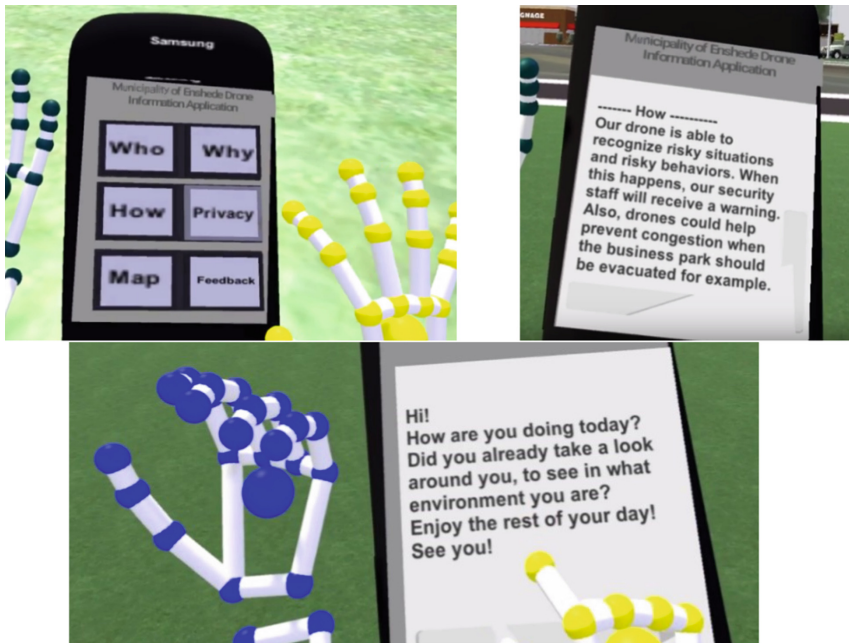 Samsung
Municipality of Enshede Drone
Information Application
Who
Why
How
Privacy
Map
Feedback
Municipality of Enshede Drone
Information Application
------- How ----------
Our drone is able to
recognize risky situations
and risky behaviors. When
this happens, our security
staff will receive a warning.
Also, drones could help
prevent congestion when
the business park should
be evacuated for example.
Hi!
How are you doing today?
Did you already take a look
around you, to see in what
environment you are?
Enjoy the rest of your day!
See you!